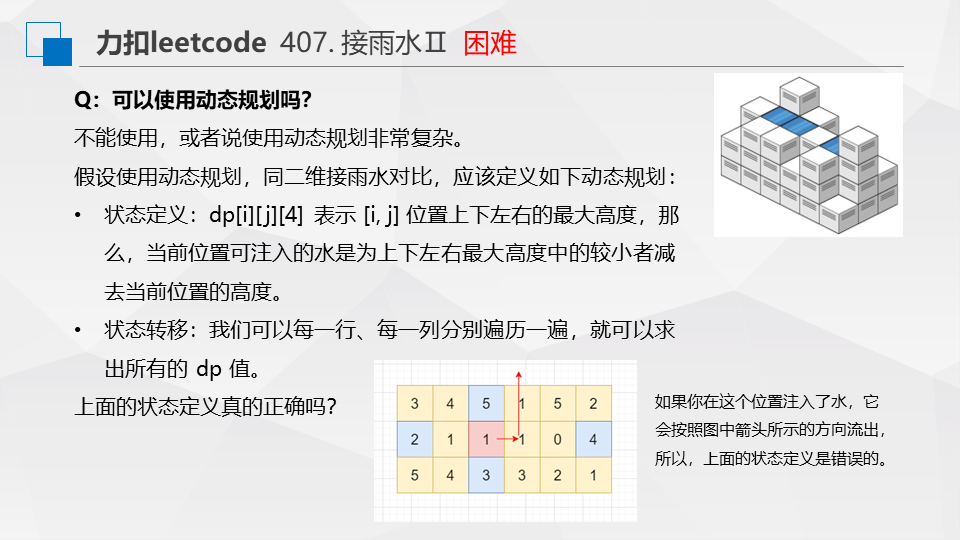 力扣leetcode 407. 接雨水Ⅱ 困难
Q：可以使用动态规划吗？
不能使用，或者说使用动态规划非常复杂。
假设使用动态规划，同二维接雨水对比，应该定义如下动态规划：
• 状态定义：dp[i][j][4] 表示 [i, j] 位置上下左右的最大高度，那
么，当前位置可注入的水是为上下左右最大高度中的较小者减
去当前位置的高度。
• 状态转移：我们可以每一行、每一列分别遍历一遍，就可以求
出所有的 dp 值。
上面的状态定义真的正确吗？
3 4 5 1 5 2
2 1 1 1 0 4
5 4 3 3 2 1
如果你在这个位置注入了水，它
会按照图中箭头所示的方向流出，
所以，上面的状态定义是错误的。